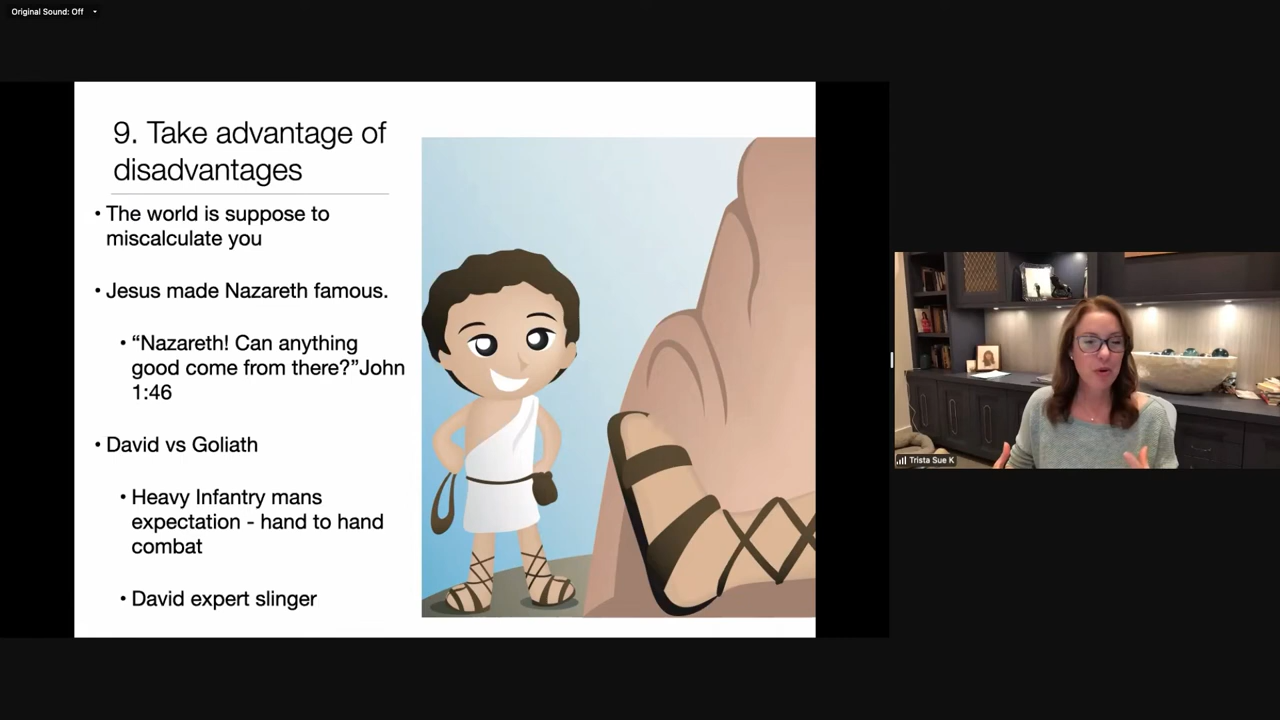 Original Sound: Off
9. Take advantage of
disadvantages
• The world is suppose to
miscalculate you
• Jesus made Nazareth famous.
• “Nazareth! Can anything
good come from there?”John
1:46
• David vs Goliath
• Heavy Infantry mans
expectation - hand to hand
combat
• David expert slinger
Trista Sue K